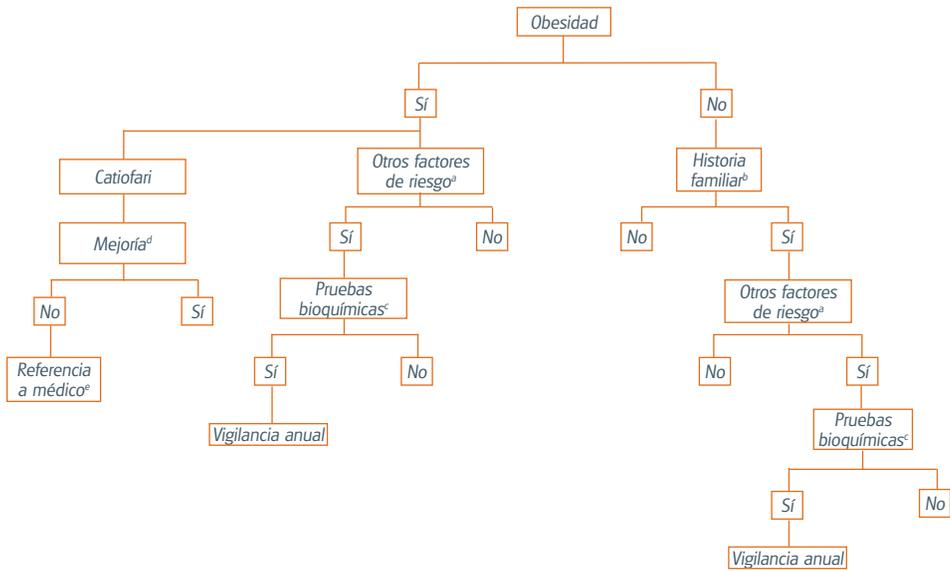 Obesidad
Sí
No
Catiofari
Otros factores
de riesgoᵃ
Historia
familiarᵇ
Mejoríaᵈ
Sí
No
No
Sí
No
Sí
Pruebas
bioquímicasᶜ
Otros factores
de riesgoᵃ
Referencia
a médicoᵉ
Sí
No
No
Sí
Vigilancia anual
Pruebas
bioquímicasᶜ
Sí
No
Vigilancia anual